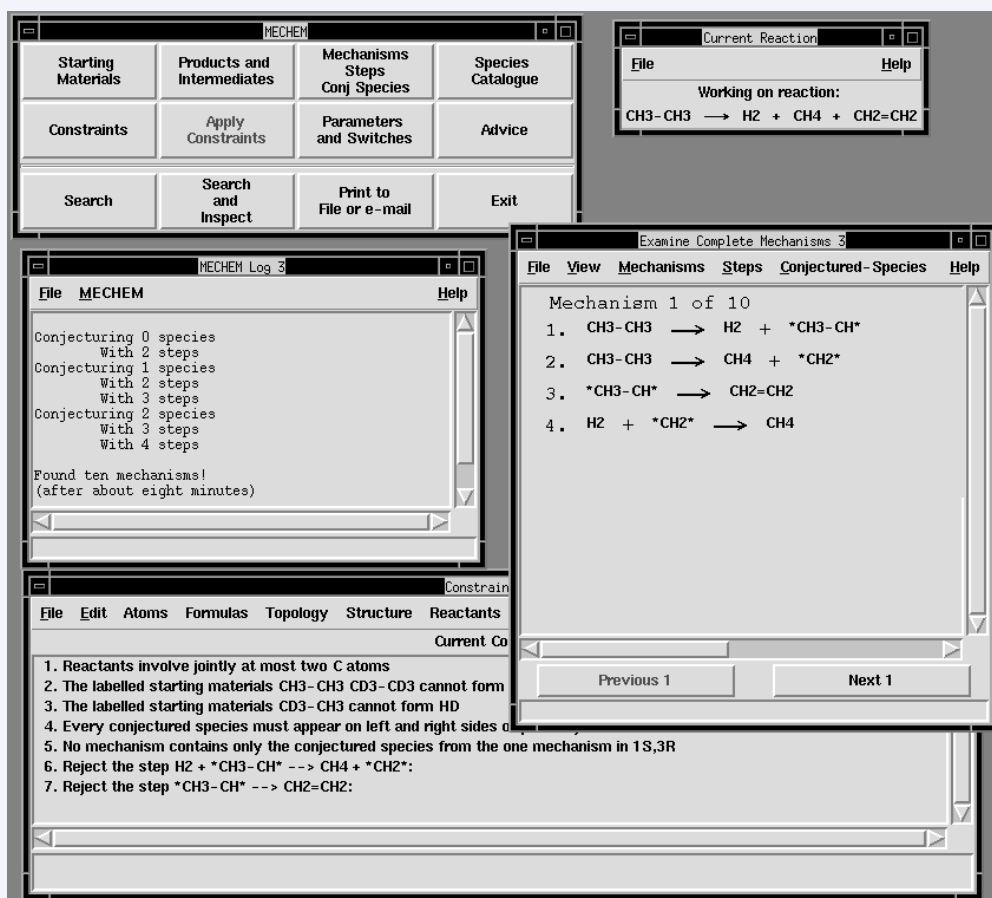 MECHEM
Starting Materials
Products and Intermediates
Mechanisms Steps Conj Species
Species Catalogue
Constraints
Apply Constraints
Parameters and Switches
Advice
Search
Search and Inspect
Print to File or e-mail
Exit
Current Reaction
File Help
Working on reaction:
CH3-CH3 → H2 + CH4 + CH2=CH2
MECHEM Log 3
File MECHEM Help
Conjecturing 0 species
With 2 steps
Conjecturing 1 species
With 2 steps
With 3 steps
Conjecturing 2 species
With 3 steps
With 4 steps
Found ten mechanisms!
(after about eight minutes)
Examine Complete Mechanisms 3
File View Mechanisms Steps Conjectured-Species Help
Mechanism 1 of 10
1. CH3-CH3 → H2 + *CH3-CH*
2. CH3-CH3 → CH4 + *CH2*
3. *CH3-CH* → CH2=CH2
4. H2 + *CH2* → CH4
Previous 1
Next 1
File Edit Atoms Formulas Topology Structure Reactants
1. Reactants involve jointly at most two C atoms
2. The labelled starting materials CH3-CH3 CD3-CD3 cannot form
3. The labelled starting materials CD3-CH3 cannot form HD
4. Every conjectured species must appear on left and right sides
5. No mechanism contains only the conjectured species from the one mechanism in 1S,3R
6. Reject the step H2 + *CH3-CH* --> CH4 + *CH2*:
7. Reject the step *CH3-CH* --> CH2=CH2: